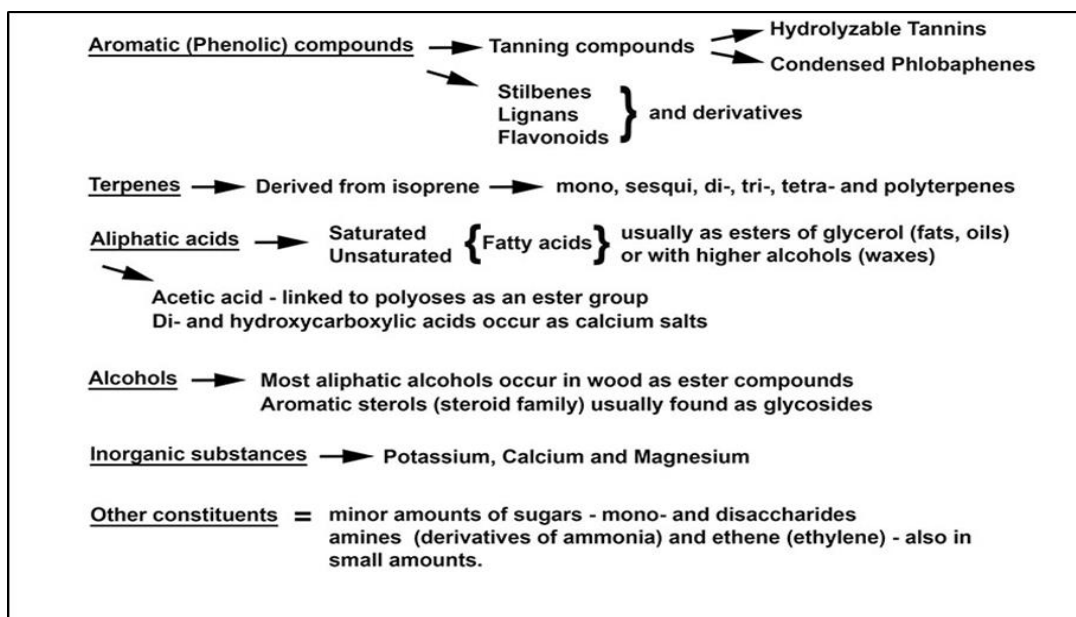 Aromatic (Phenolic) compounds Tanning compounds Hydrolyzable Tannins
Condensed Phlobaphenes
Stilbenes
Lignans } and derivatives
Flavonoids
Terpenes Derived from isoprene mono, sesqui, di-, tri-, tetra- and polyterpenes
Aliphatic acids Saturated { Fatty acids } usually as esters of glycerol (fats, oils)
Unsaturated or with higher alcohols (waxes)
Acetic acid - linked to polyoses as an ester group
Di- and hydroxycarboxylic acids occur as calcium salts
Alcohols Most aliphatic alcohols occur in wood as ester compounds
Aromatic sterols (steroid family) usually found as glycosides
Inorganic substances Potassium, Calcium and Magnesium
Other constituents = minor amounts of sugars - mono- and disaccharides
amines (derivatives of ammonia) and ethene (ethylene) - also in
small amounts.